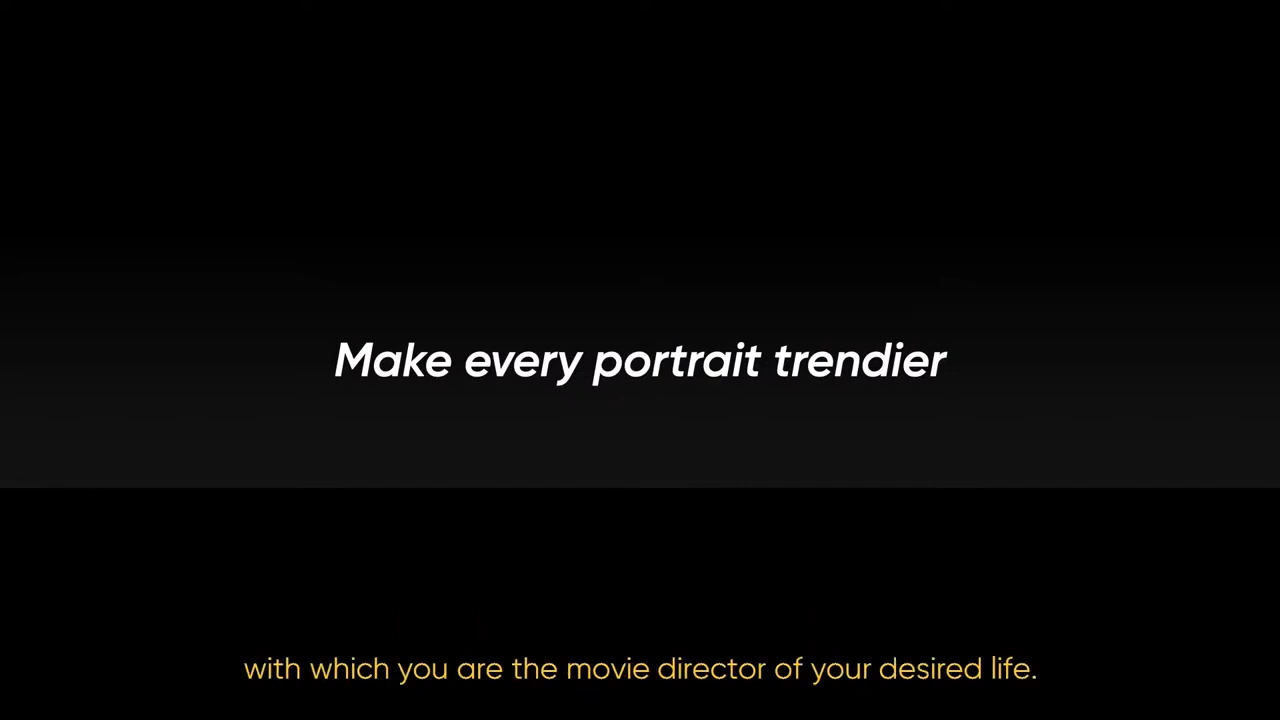 Make every portrait trendier
with which you are the movie director of your desired life.